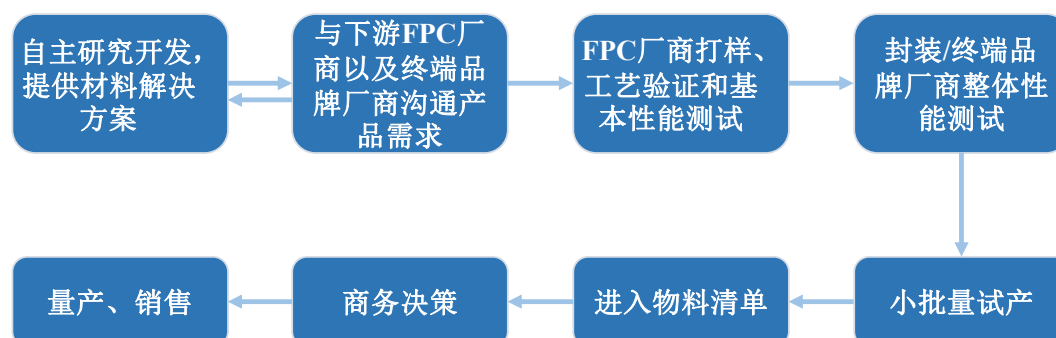 自主研究开发，
提供材料解决
方案
与下游FPC厂
商以及终端品
牌厂商沟通产
品需求
FPC厂商打样、
工艺验证和基
本性能测试
封装/终端品
牌厂商整体性
能测试
量产、销售
商务决策
进入物料清单
小批量试产